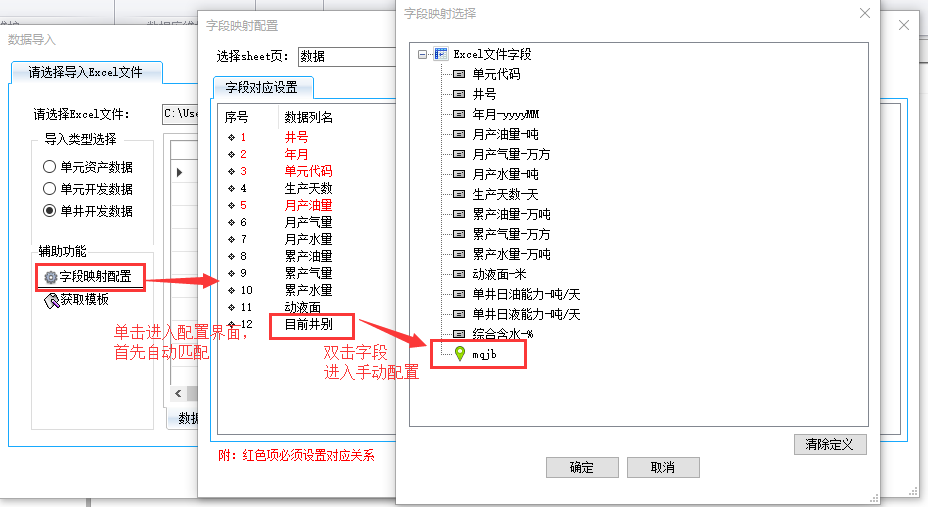 数据导入
请选择导入Excel文件
请选择Excel文件:
C:\Use
导入类型选择
单元资产数据
单元开发数据
单井开发数据
辅助功能
字段映射配置
获取模板
单击进入配置界面，
首先自动匹配
数据
字段映射配置
选择sheet页:
数据
字段对应设置
序号 数据列名
1 井号
2 年月
3 单元代码
4 生产天数
5 月产油量
6 月产气量
7 月产水量
8 累产油量
9 累产气量
10 累产水量
11 动液面
12 目前井别
双击字段
进入手动配置
附: 红色项必须设置对应关系
字段映射选择
Excel文件字段
单元代码
井号
年月-yyyyMM
月产油量-吨
月产气量-万方
月产水量-吨
生产天数-天
累产油量-万吨
累产气量-万方
累产水量-万吨
动液面-米
单井日油能力-吨/天
单井日液能力-吨/天
综合含水-%
mqjb
清除定义
确定
取消